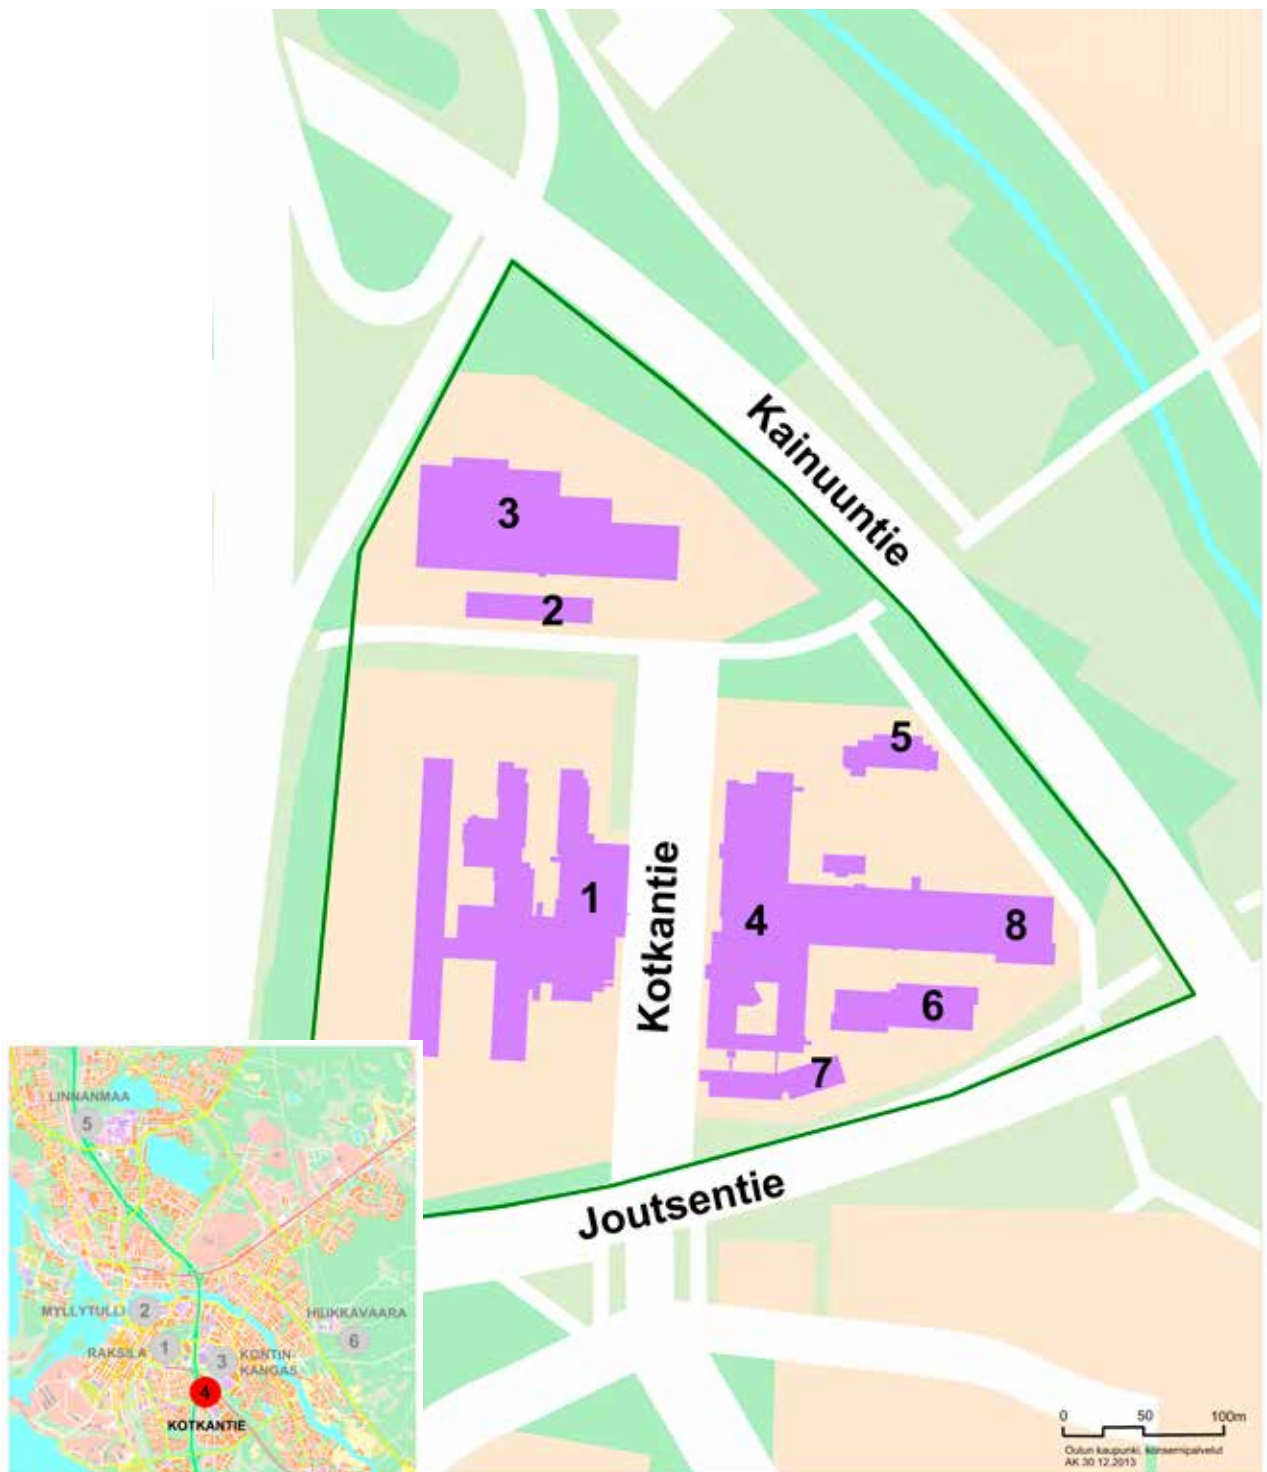 Kainuuntie
3
2
5
1
Kotkantie
4
8
6
7
Joutsentie
LINNANMAA
5
MYLLYTULLI
2
HIUKKAVAARA
6
RAKSILA
1
3
KONTIN-
KANGAS
4
KOTKANTIE
0 50 100m
Oulun kaupunki, konsernipalvelut
AK 30.12.2013